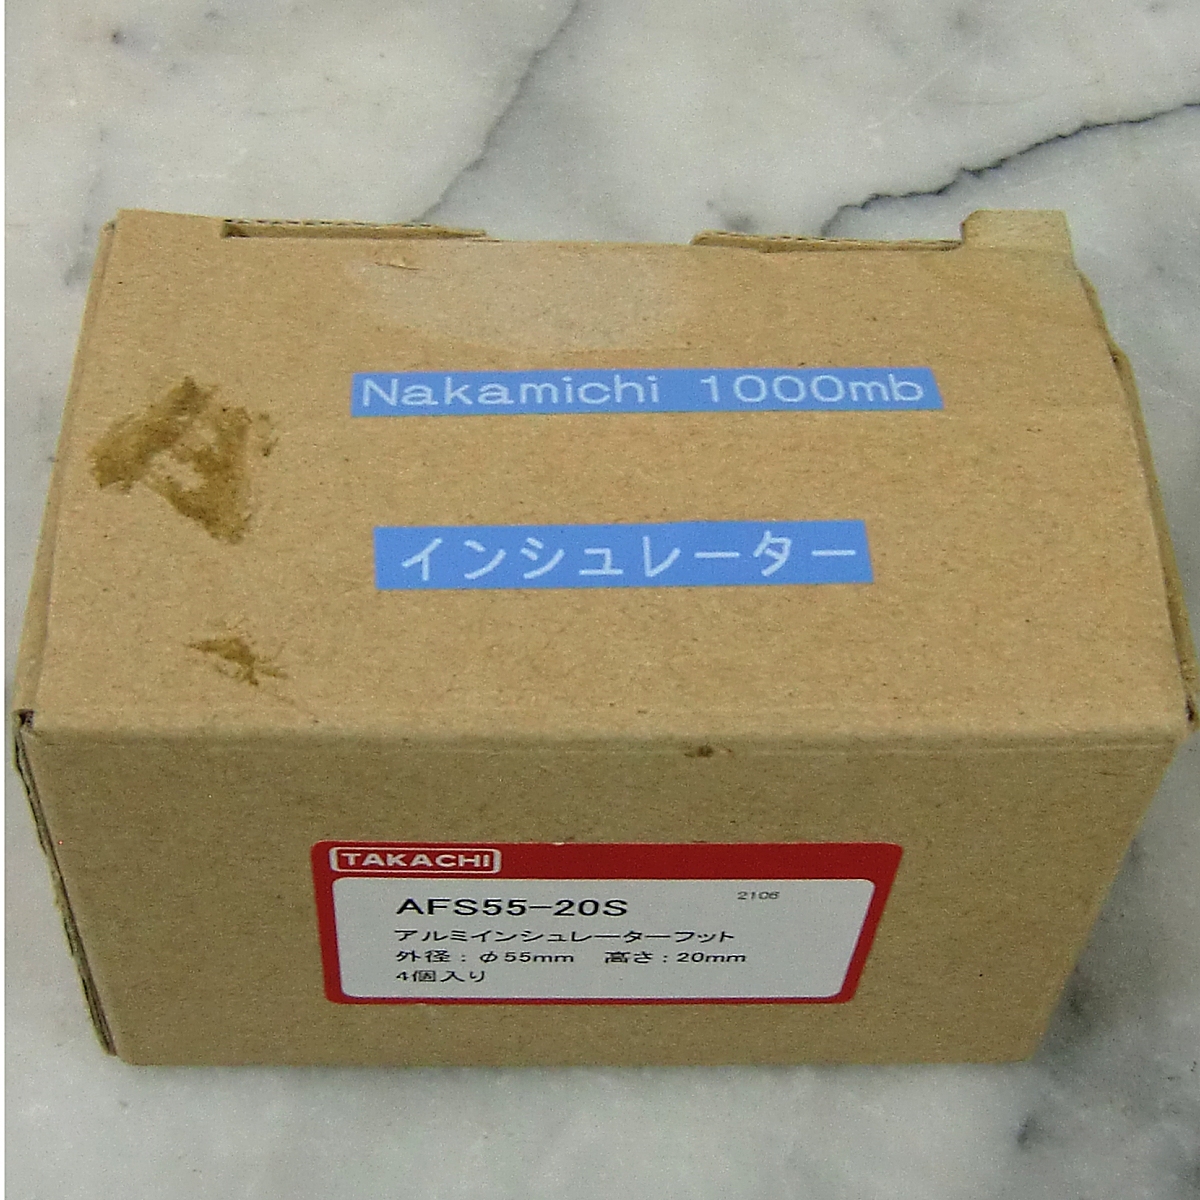 Nakamichi 1000mb
インシュレーター
TAKACHI
2106
AFS55-20S
アルミインシュレーターフット
外径：φ55mm 高さ：20mm
4個入り